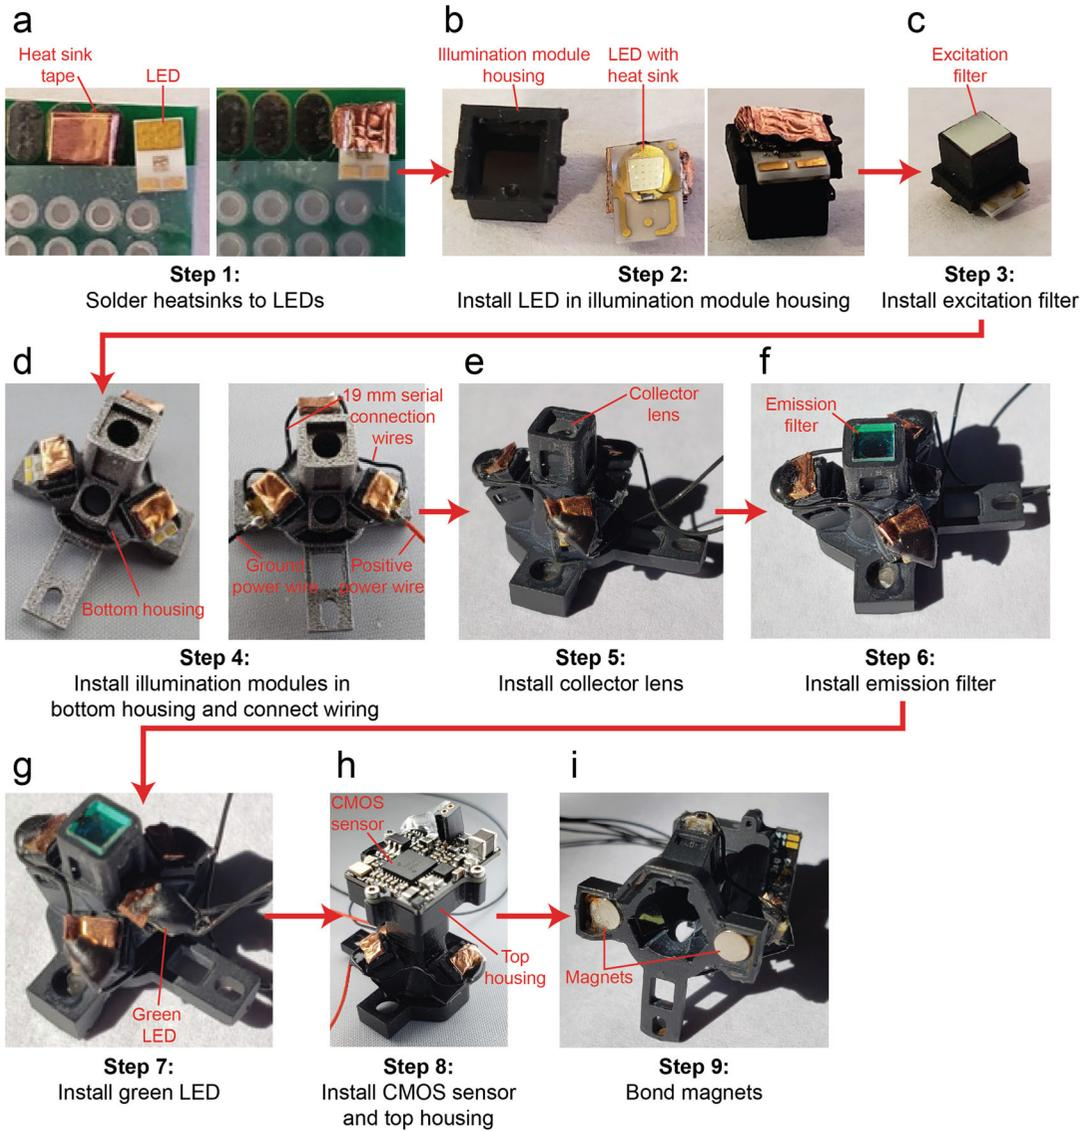 a
Heat sink
tape
LED
Step 1:
Solder heatsinks to LEDs
b
Illumination module
housing
LED with
heat sink
Step 2:
Install LED in illumination module housing
c
Excitation
filter
Step 3:
Install excitation filter
d
Bottom housing
19 mm serial
connection
wires
Ground
power wire
Positive
power wire
Step 4:
Install illumination modules in
bottom housing and connect wiring
e
Collector
lens
Step 5:
Install collector lens
f
Emission
filter
Step 6:
Install emission filter
g
Green
LED
Step 7:
Install green LED
h
CMOS
sensor
Top
housing
Step 8:
Install CMOS sensor
and top housing
i
Magnets
Step 9:
Bond magnets